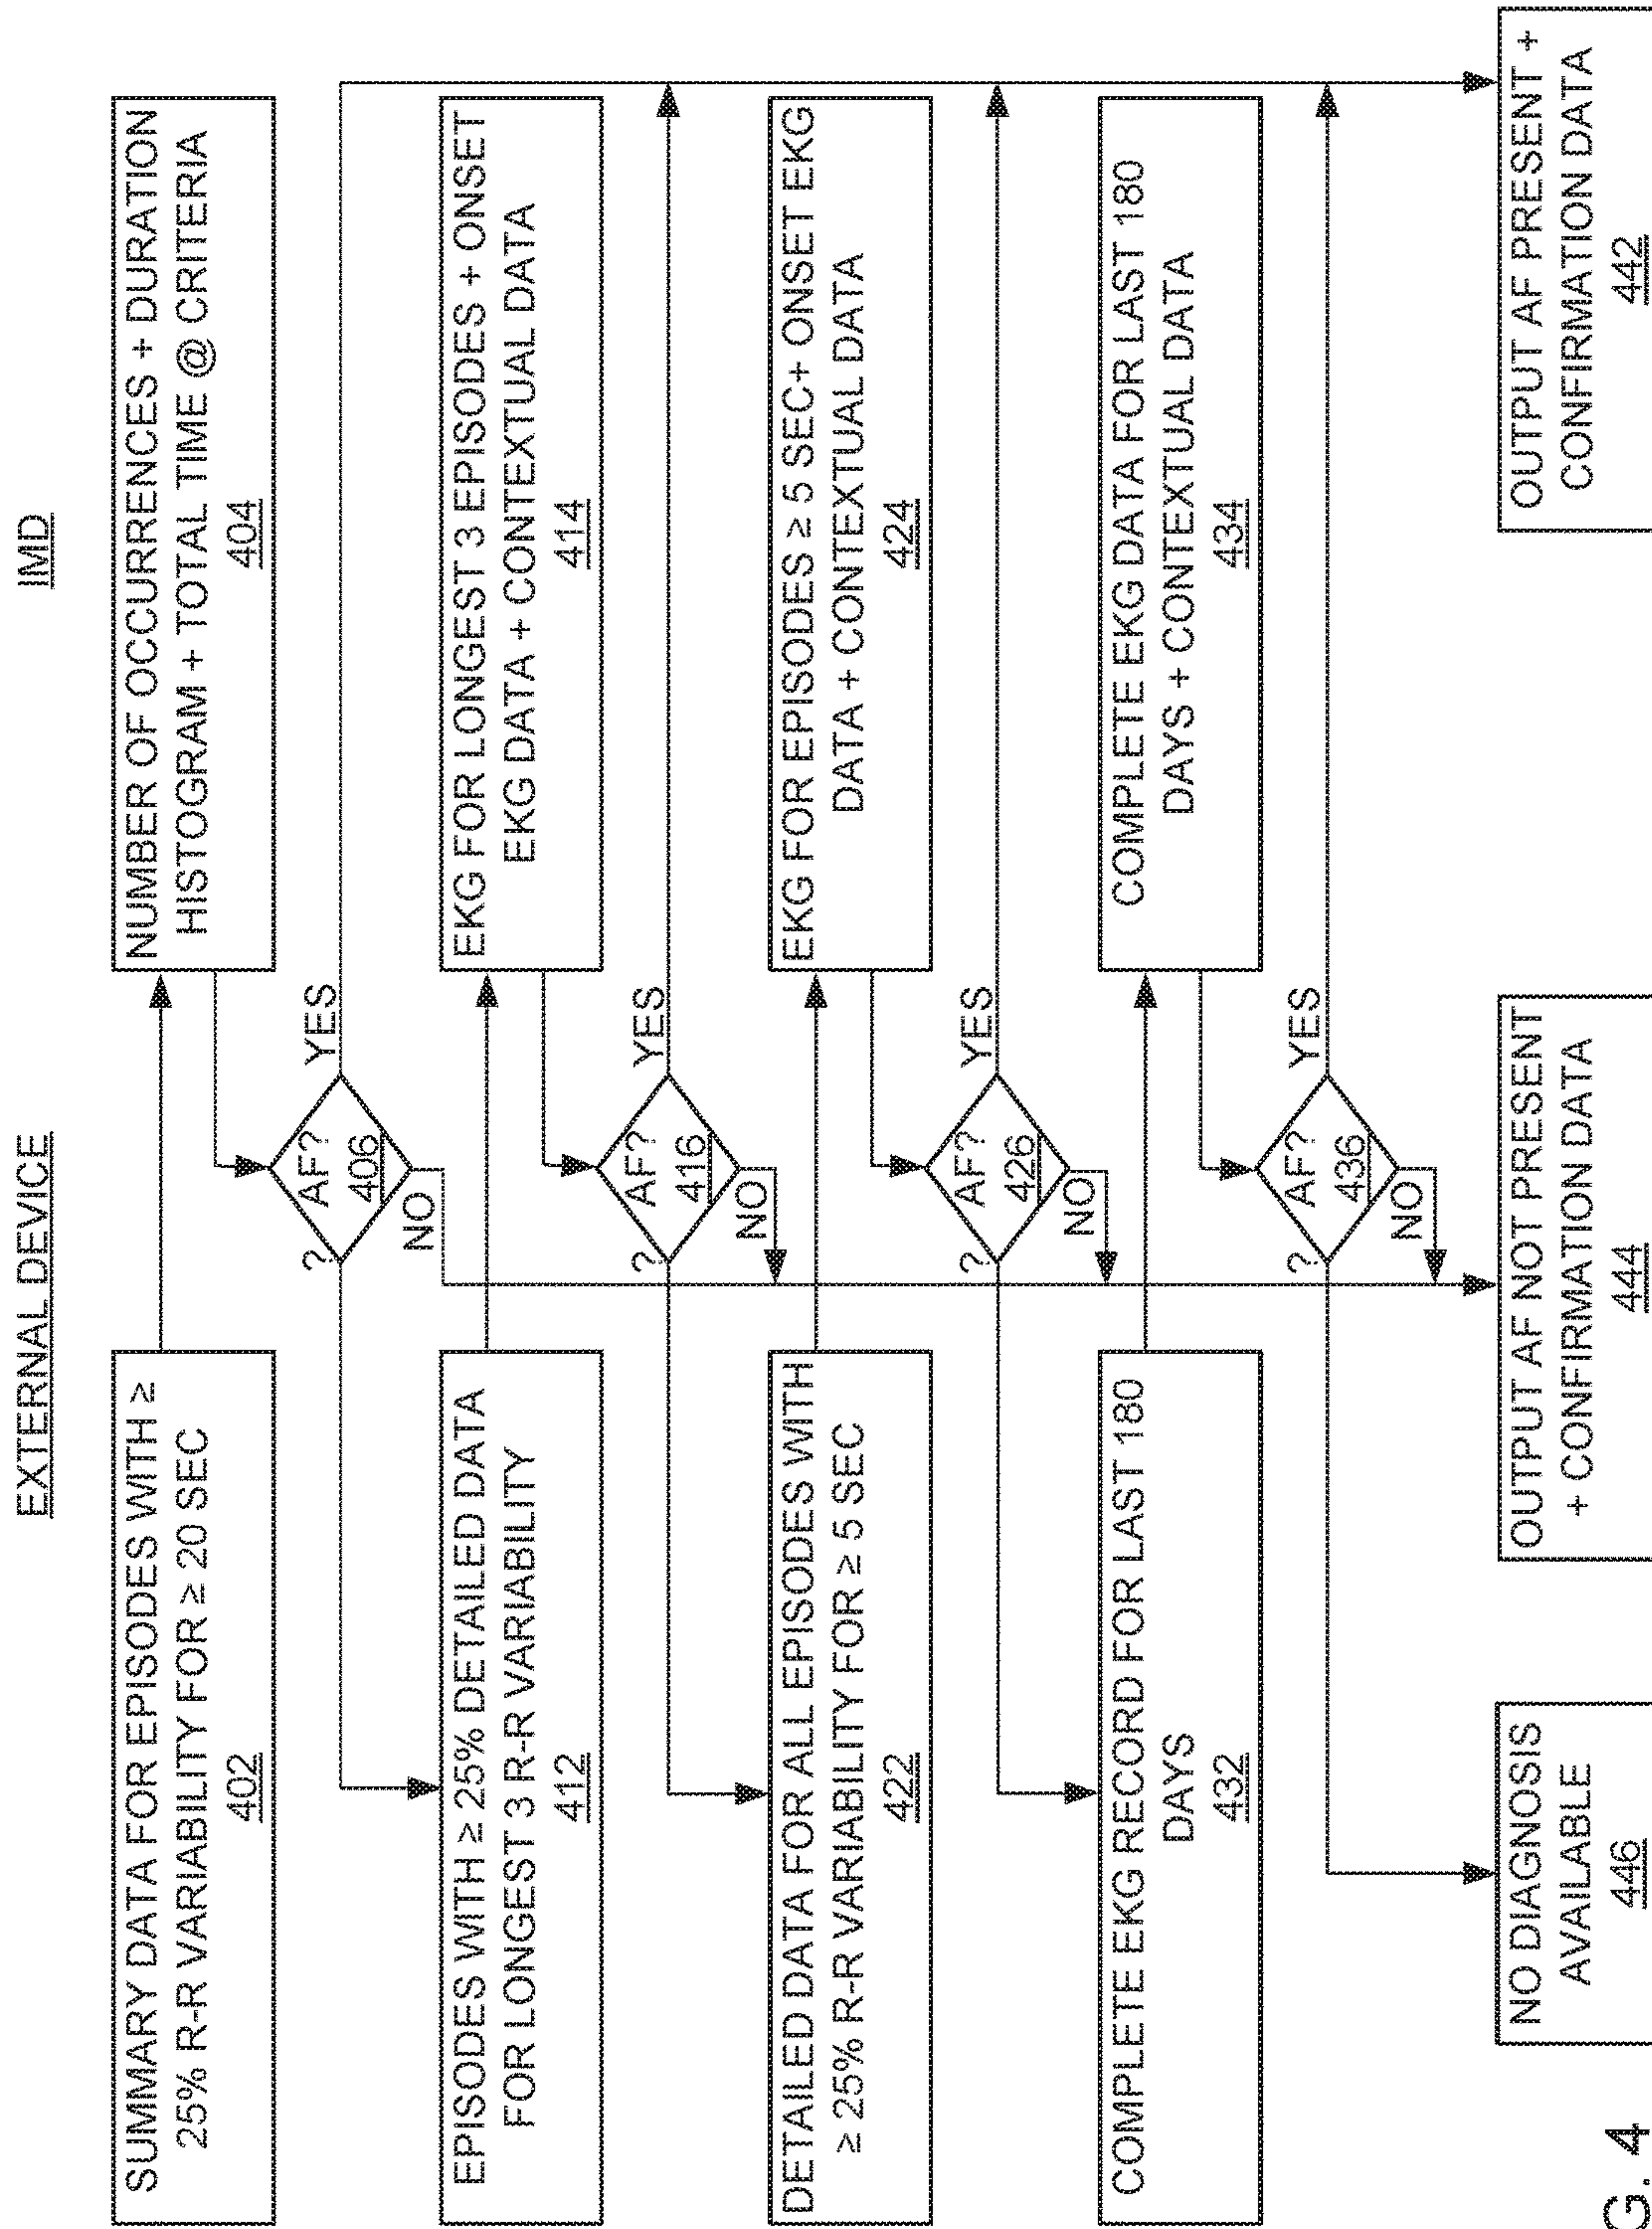 EXTERNAL DEVICE
IMD
SUMMARY DATA FOR EPISODES WITH ≥
25% R-R VARIABILITY FOR ≥ 20 SEC
402
NUMBER OF OCCURRENCES + DURATION
HISTOGRAM + TOTAL TIME @ CRITERIA
404
?
AF?
406
YES
NO
EPISODES WITH ≥ 25% DETAILED DATA
FOR LONGEST 3 R-R VARIABILITY
412
EKG FOR LONGEST 3 EPISODES + ONSET
EKG DATA + CONTEXTUAL DATA
414
?
AF?
416
YES
NO
DETAILED DATA FOR ALL EPISODES WITH
≥ 25% R-R VARIABILITY FOR ≥ 5 SEC
422
EKG FOR EPISODES ≥ 5 SEC+ ONSET EKG
DATA + CONTEXTUAL DATA
424
?
AF?
426
YES
NO
COMPLETE EKG RECORD FOR LAST 180
DAYS
432
COMPLETE EKG DATA FOR LAST 180
DAYS + CONTEXTUAL DATA
434
?
AF?
436
YES
NO
NO DIAGNOSIS
AVAILABLE
446
OUTPUT AF NOT PRESENT
+ CONFIRMATION DATA
444
OUTPUT AF PRESENT +
CONFIRMATION DATA
442
G. 4